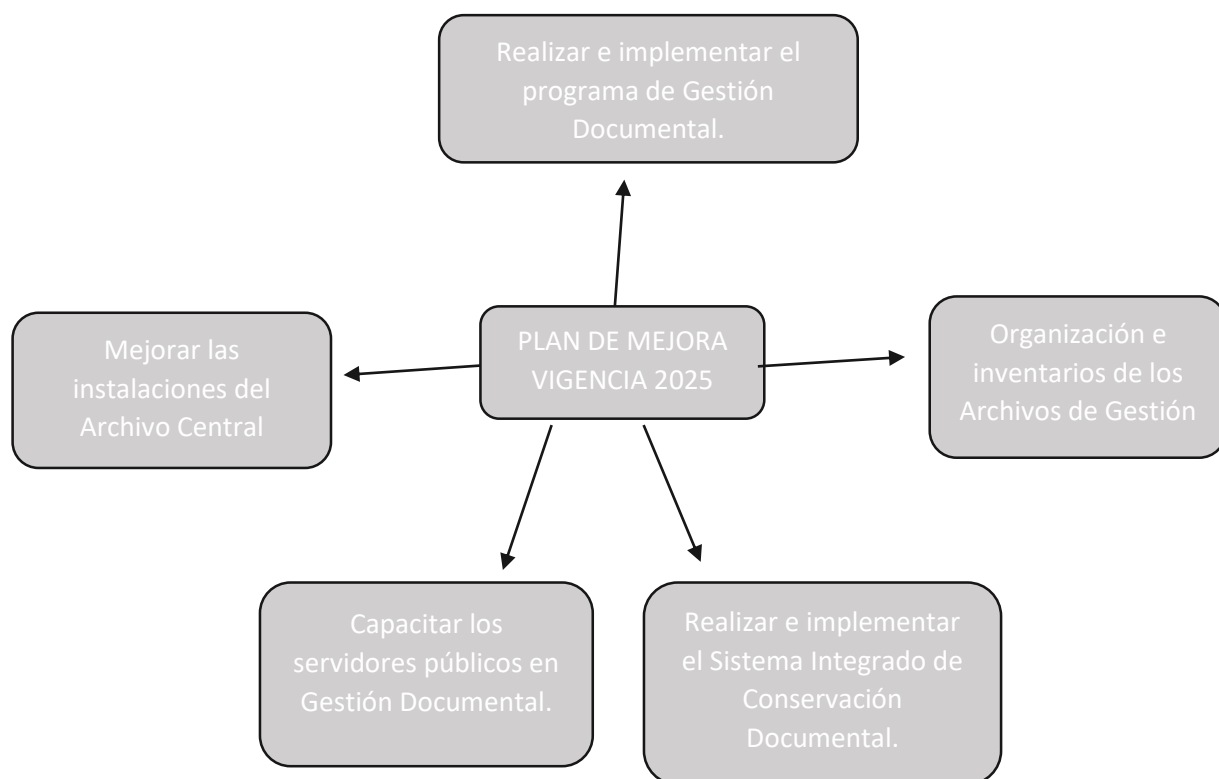 Realizar e implementar el
programa de Gestión
Documental.
Mejorar las
instalaciones del
Archivo Central
PLAN DE MEJORA
VIGENCIA 2025
Organización e
inventarios de los
Archivos de Gestión
Capacitar los
servidores públicos en
Gestión Documental.
Realizar e implementar
el Sistema Integrado de
Conservación
Documental.